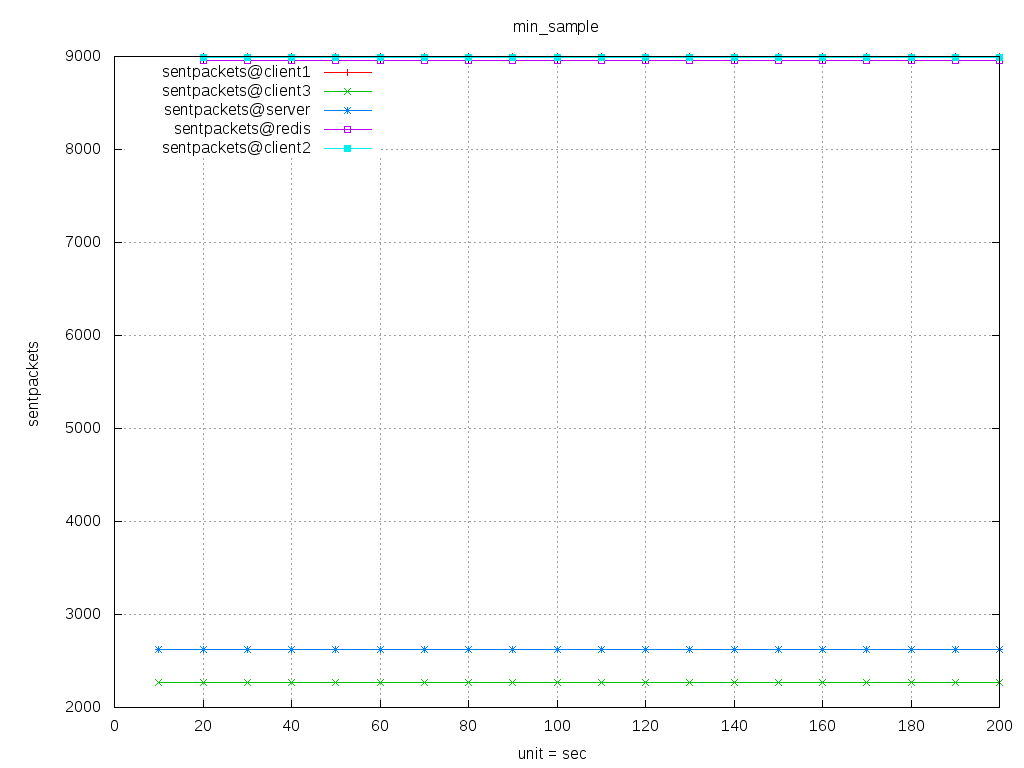 min_sample
9000
sentpackets@client1
sentpackets@client3
sentpackets@server
sentpackets@redis
sentpackets@client2
8000
7000
6000
5000
4000
3000
2000
sentpackets
0 20 40 60 80 100 120 140 160 180 200
unit = sec